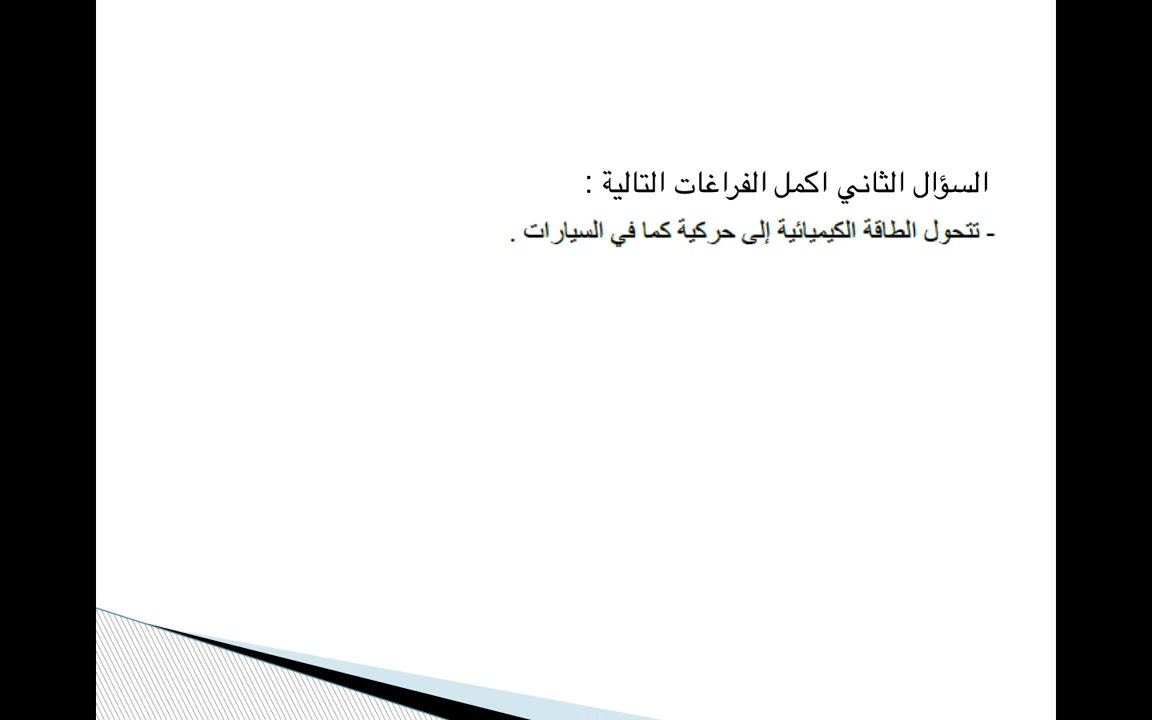 السؤال الثاني اكمل الفراغات التالية :
- تتحول الطاقة الكيميائية إلى حركية كما في السيارات .